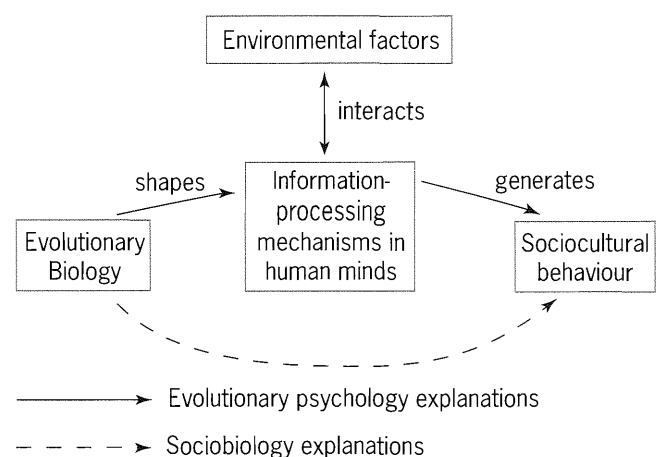 Environmental factors
interacts
shapes
Information-
processing
mechanisms in
human minds
generates
Evolutionary
Biology
Sociocultural
behaviour
Evolutionary psychology explanations
Sociobiology explanations